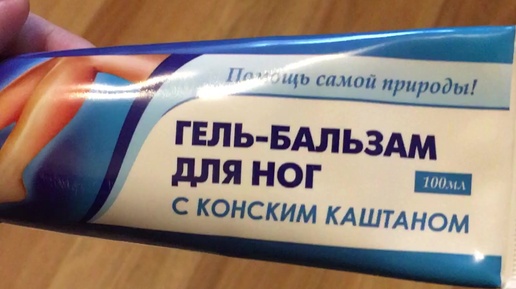 Помощь самой природы!
ГЕЛЬ-БАЛЬЗАМ
ДЛЯ НОГ
100мл
С КОНСКИМ КАШТАНОМ